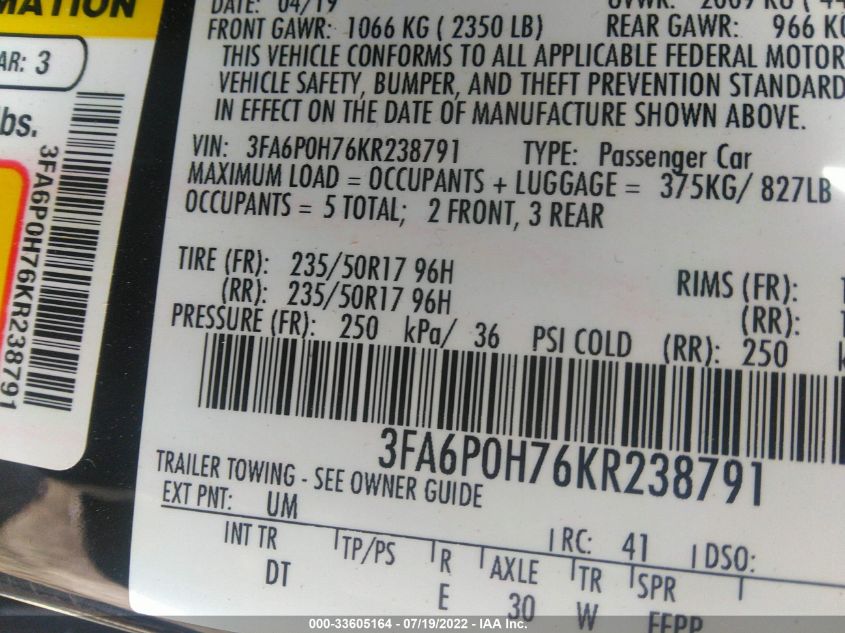 MATION
AR: 3
bs.
3FA6P0H76KR238791
DATE: 04/19
GVWR: 2009 KG
FRONT GAWR: 1066 KG ( 2350 LB) REAR GAWR: 966 KG
THIS VEHICLE CONFORMS TO ALL APPLICABLE FEDERAL MOTOR
VEHICLE SAFETY, BUMPER, AND THEFT PREVENTION STANDARD
IN EFFECT ON THE DATE OF MANUFACTURE SHOWN ABOVE.
VIN: 3FA6P0H76KR238791 TYPE: Passenger Car
MAXIMUM LOAD = OCCUPANTS + LUGGAGE = 375KG/ 827LB
OCCUPANTS = 5 TOTAL; 2 FRONT, 3 REAR
TIRE (FR): 235/50R17 96H RIMS (FR):
(RR): 235/50R17 96H (RR):
PRESSURE (FR): 250 kPa/ 36 PSI COLD (RR): 250
3FA6P0H76KR238791
TRAILER TOWING - SEE OWNER GUIDE
EXT PNT: UM RC: 41 DSO:
INT TR TP/PS R AXLE TR SPR
DT E 30 W EEPP
000-33605164 - 07/19/2022 - IAA Inc.